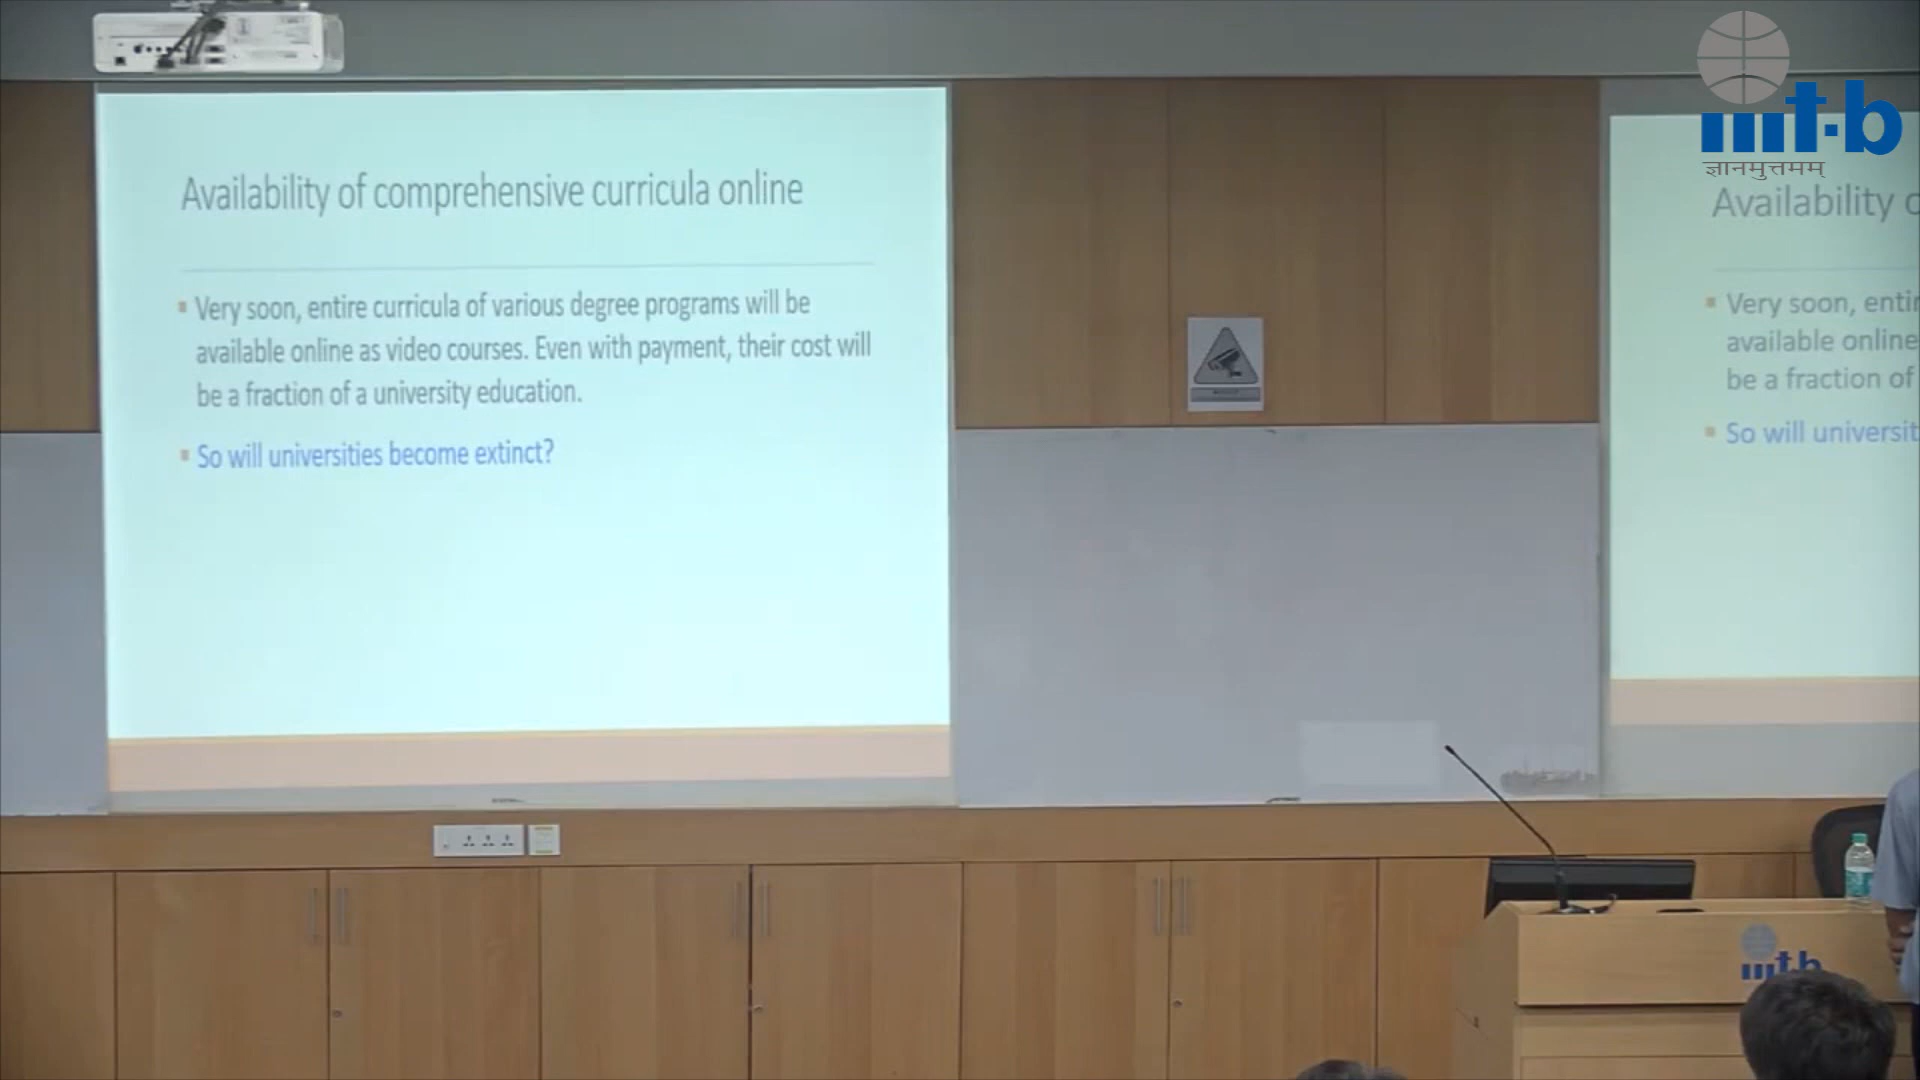 Availability of comprehensive curricula online
Very soon, entire curricula of various degree programs will be
available online as video courses. Even with payment, their cost will
be a fraction of a university education.
So will universities become extinct?
iiit-b
ज्ञानमुत्तमम्
Availability
Very soon,
available online
be a fraction of
So will
iiit-b